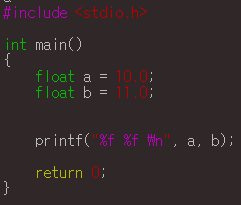 #include <stdio.h>
int main()
{
float a = 10.0;
float b = 11.0;
printf("%f %f ₩n", a, b);
return 0;
}